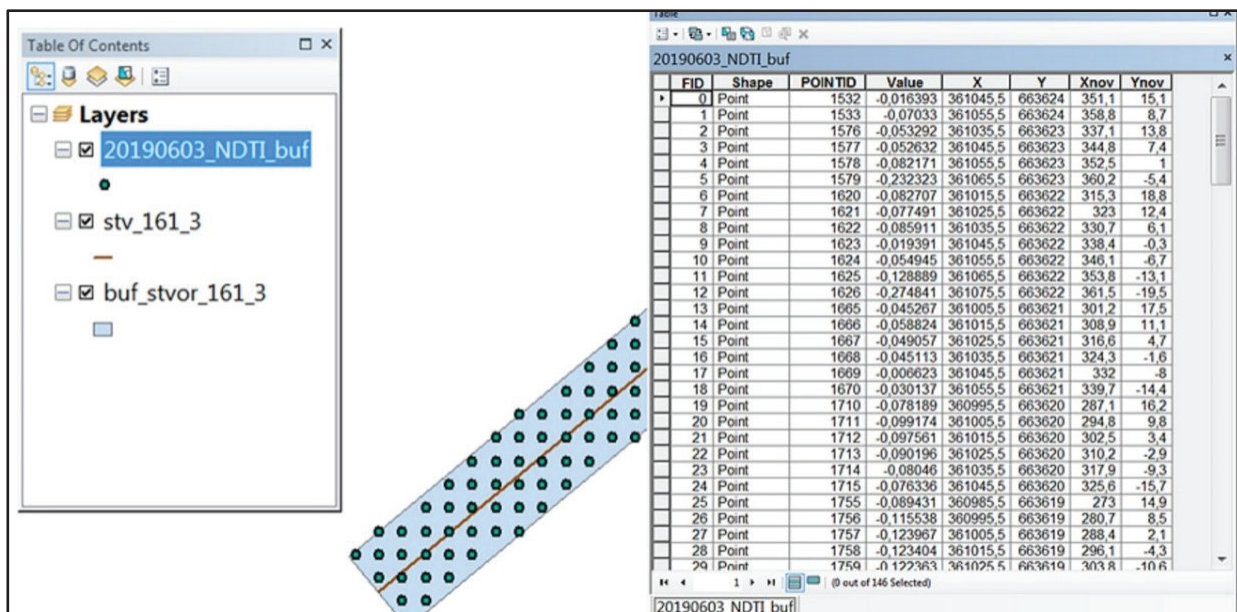 Table Of Contents
Layers
20190603_NDTI_buf
stv_161_3
buf_stvor_161_3
Table
20190603_NDTI_buf
FID Shape POINTID Value X Y Xnov Ynov
0 Point 1532 -0,016393 361045,5 663624 351,1 15,1
1 Point 1533 -0,07033 361055,5 663624 358,8 8,7
2 Point 1576 -0,053292 361035,5 663623 337,1 13,8
3 Point 1577 -0,052632 361045,5 663623 344,8 7,4
4 Point 1578 -0,082171 361055,5 663623 352,5 1
5 Point 1579 -0,232323 361065,5 663623 360,2 -5,4
6 Point 1620 -0,082707 361015,5 663622 315,3 18,8
7 Point 1621 -0,077491 361025,5 663622 323 12,4
8 Point 1622 -0,085911 361035,5 663622 330,7 6,1
9 Point 1623 -0,019391 361045,5 663622 338,4 -0,3
10 Point 1624 -0,054945 361055,5 663622 346,1 -6,7
11 Point 1625 -0,128889 361065,5 663622 353,8 -13,1
12 Point 1626 -0,274841 361075,5 663622 361,5 -19,5
13 Point 1665 -0,045267 361005,5 663621 301,2 17,5
14 Point 1666 -0,058824 361015,5 663621 308,9 11,1
15 Point 1667 -0,049057 361025,5 663621 316,6 4,7
16 Point 1668 -0,045113 361035,5 663621 324,3 -1,6
17 Point 1669 -0,006623 361045,5 663621 332 -8
18 Point 1670 -0,030137 361055,5 663621 339,7 -14,4
19 Point 1710 -0,078189 360995,5 663620 287,1 16,2
20 Point 1711 -0,099174 361005,5 663620 294,8 9,8
21 Point 1712 -0,097561 361015,5 663620 302,5 3,4
22 Point 1713 -0,090196 361025,5 663620 310,2 -2,9
23 Point 1714 -0,08046 361035,5 663620 317,9 -9,3
24 Point 1715 -0,076336 361045,5 663620 325,6 -15,7
25 Point 1755 -0,089431 360985,5 663619 273 14,9
26 Point 1756 -0,115538 360995,5 663619 280,7 8,5
27 Point 1757 -0,123967 361005,5 663619 288,4 2,1
28 Point 1758 -0,123404 361015,5 663619 296,1 -4,3
29 Point 1759 -0,122363 361025,5 663619 303,8 -10,6
1 (0 out of 146 Selected)
20190603_NDTI_buf